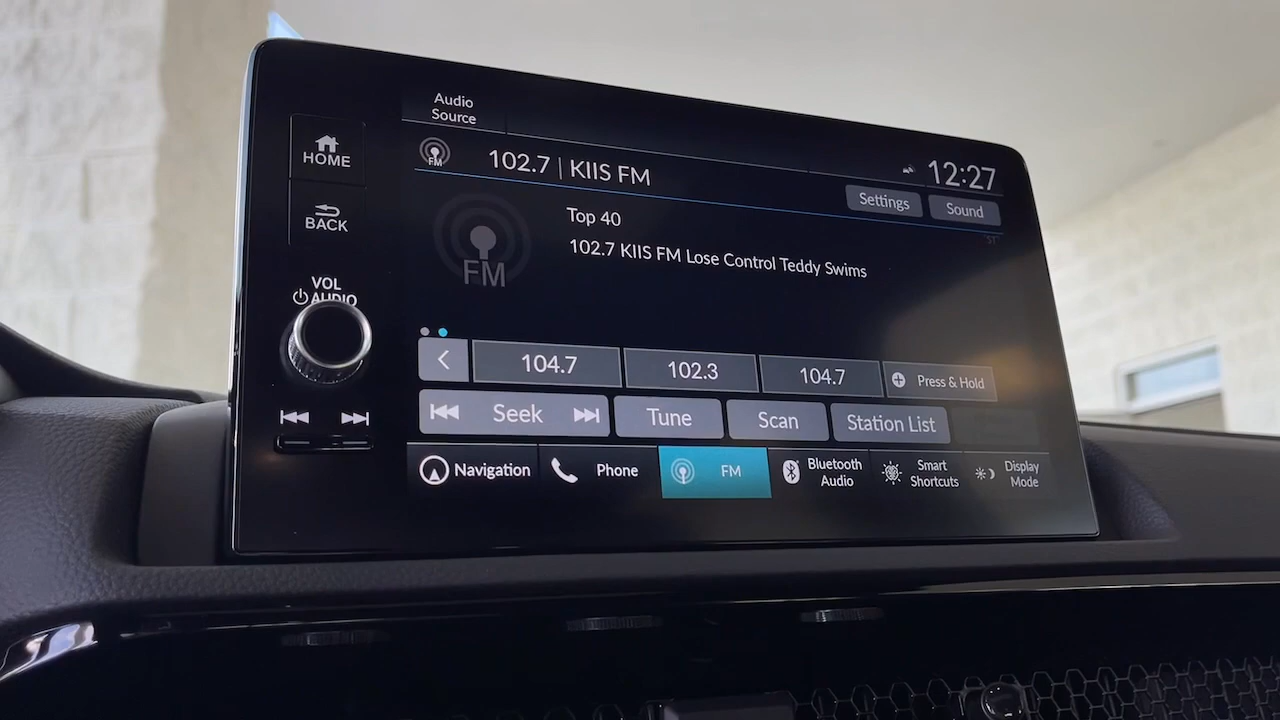 Audio
Source
HOME
FM
102.7 | KIIS FM
12:27
BACK
Settings
Sound
Top 40
102.7 KIIS FM Lose Control Teddy Swims
FM
VOL
AUDIO
104.7
102.3
104.7
Press & Hold
Seek
Tune
Scan
Station List
Navigation
Phone
FM
Bluetooth
Audio
Smart
Shortcuts
Display
Mode